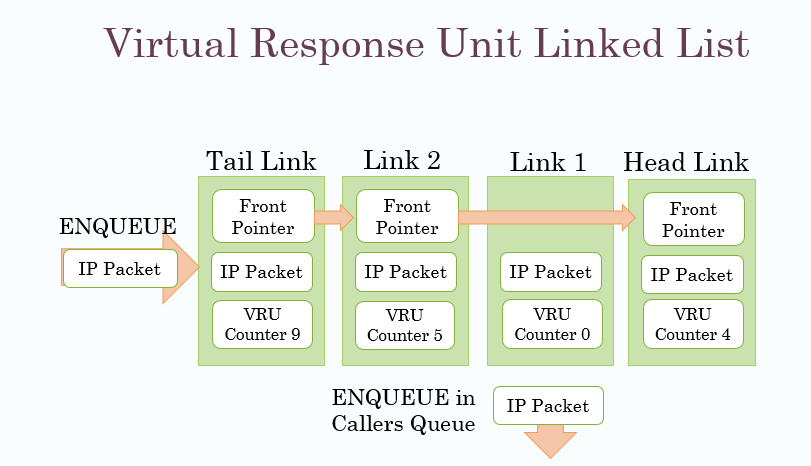 Virtual Response Unit Linked List
Tail Link
Link 2
Link 1
Head Link
ENQUEUE
IP Packet
Front
Pointer
IP Packet
VRU
Counter 9
Front
Pointer
IP Packet
VRU
Counter 5
IP Packet
VRU
Counter 0
Front
Pointer
IP Packet
VRU
Counter 4
ENQUEUE in
Callers Queue
IP Packet